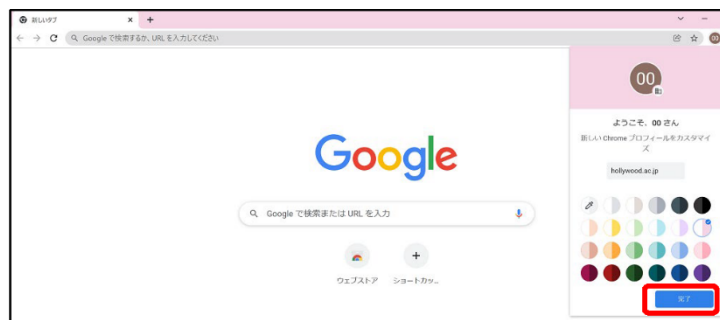 新しいタブ
Google で検索するか、URL を入力してください
00
00
ようこそ、00 さん
新しい Chrome プロフィールをカスタマイ
ズ
hollywood.ac.jp
Google
Google で検索または URL を入力
ウェブストア
ショートカッ...
完了